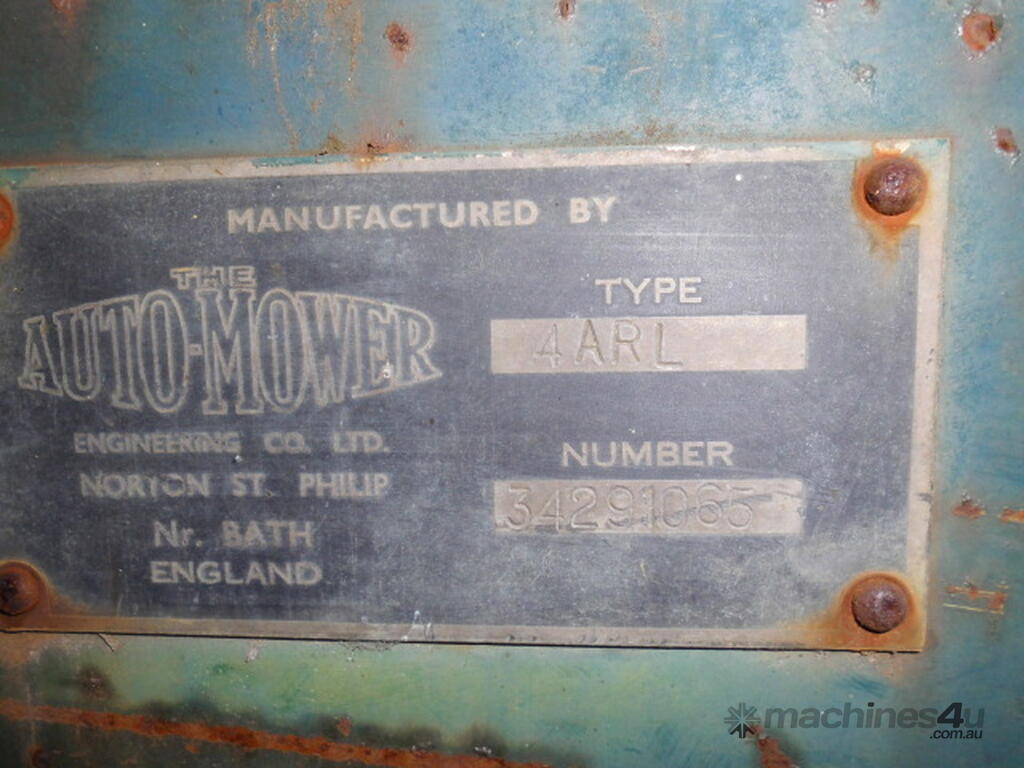 MANUFACTURED BY
THE
AUTO-MOWER
ENGINEERING CO. LTD.
NORTON ST. PHILIP
Nr. BATH
ENGLAND
TYPE
4ARL
NUMBER
34291065
machines4u
.com.au